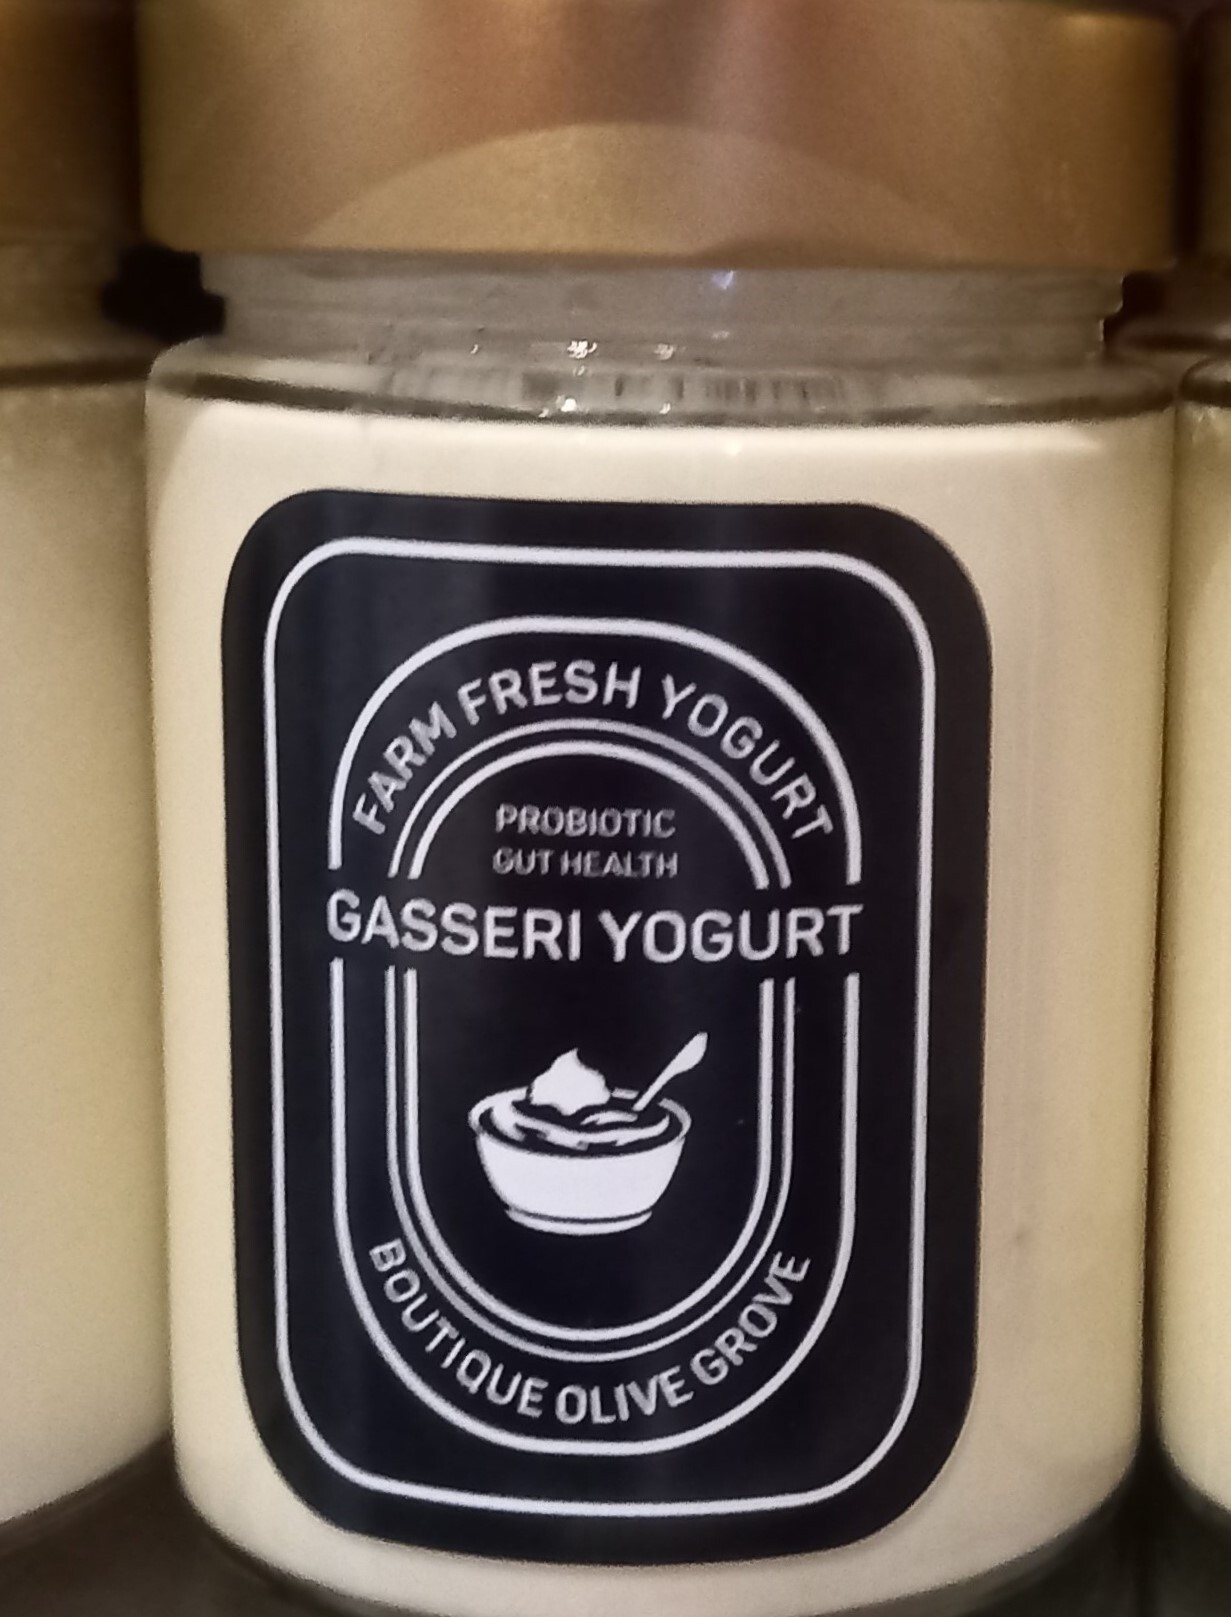 FARM FRESH YOGURT
PROBIOTIC
GUT HEALTH
GASSERI YOGURT
BOUTIQUE OLIVE GROVE